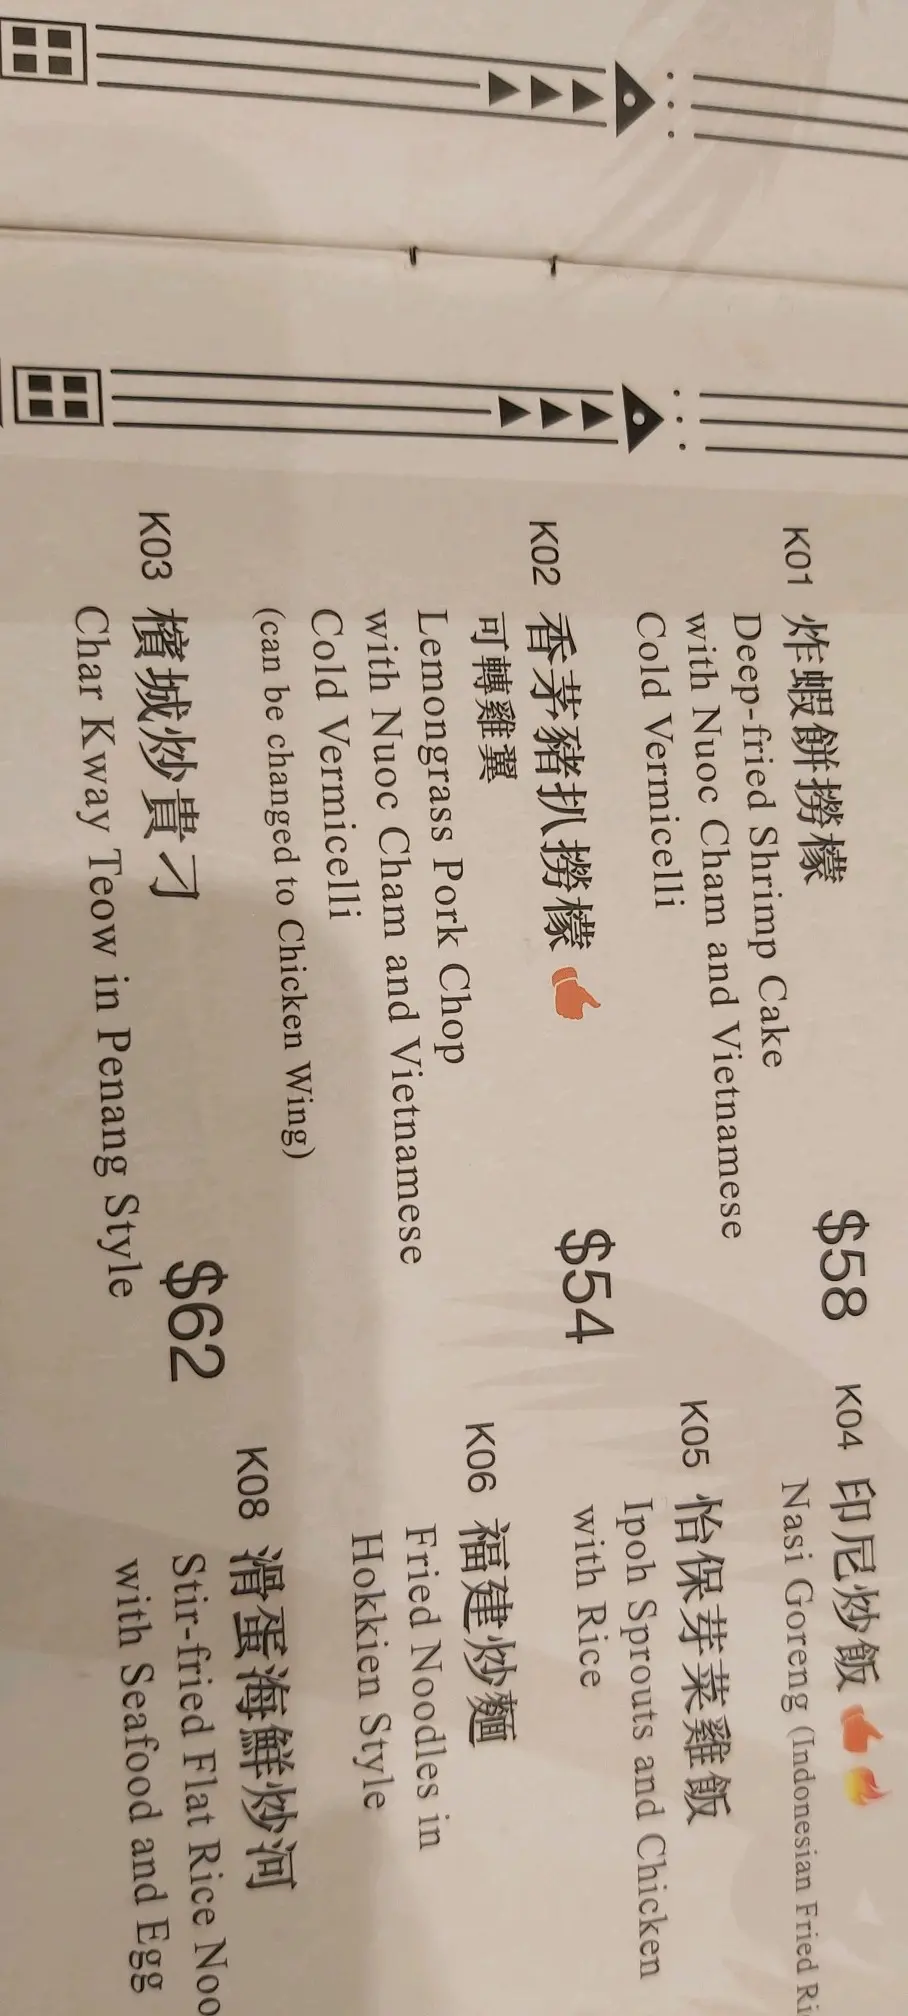 K01 炸蝦餅撈檬
Deep-fried Shrimp Cake
with Nuoc Cham and Vietnamese
Cold Vermicelli
$58
K02 香茅豬扒撈檬
可轉雞翼
Lemongrass Pork Chop
with Nuoc Cham and Vietnamese
Cold Vermicelli
(can be changed to Chicken Wing)
$54
K03 檳城炒貴刁
Char Kway Teow in Penang Style
$62
K04 印尼炒飯
Nasi Goreng (Indonesian Fried
K05 怡保芽菜雞飯
Ipoh Sprouts and Chicken
with Rice
K06 福建炒麵
Fried Noodles in
Hokkien Style
K08 滑蛋海鮮炒河
Stir-fried Flat Rice
with Seafood and Egg